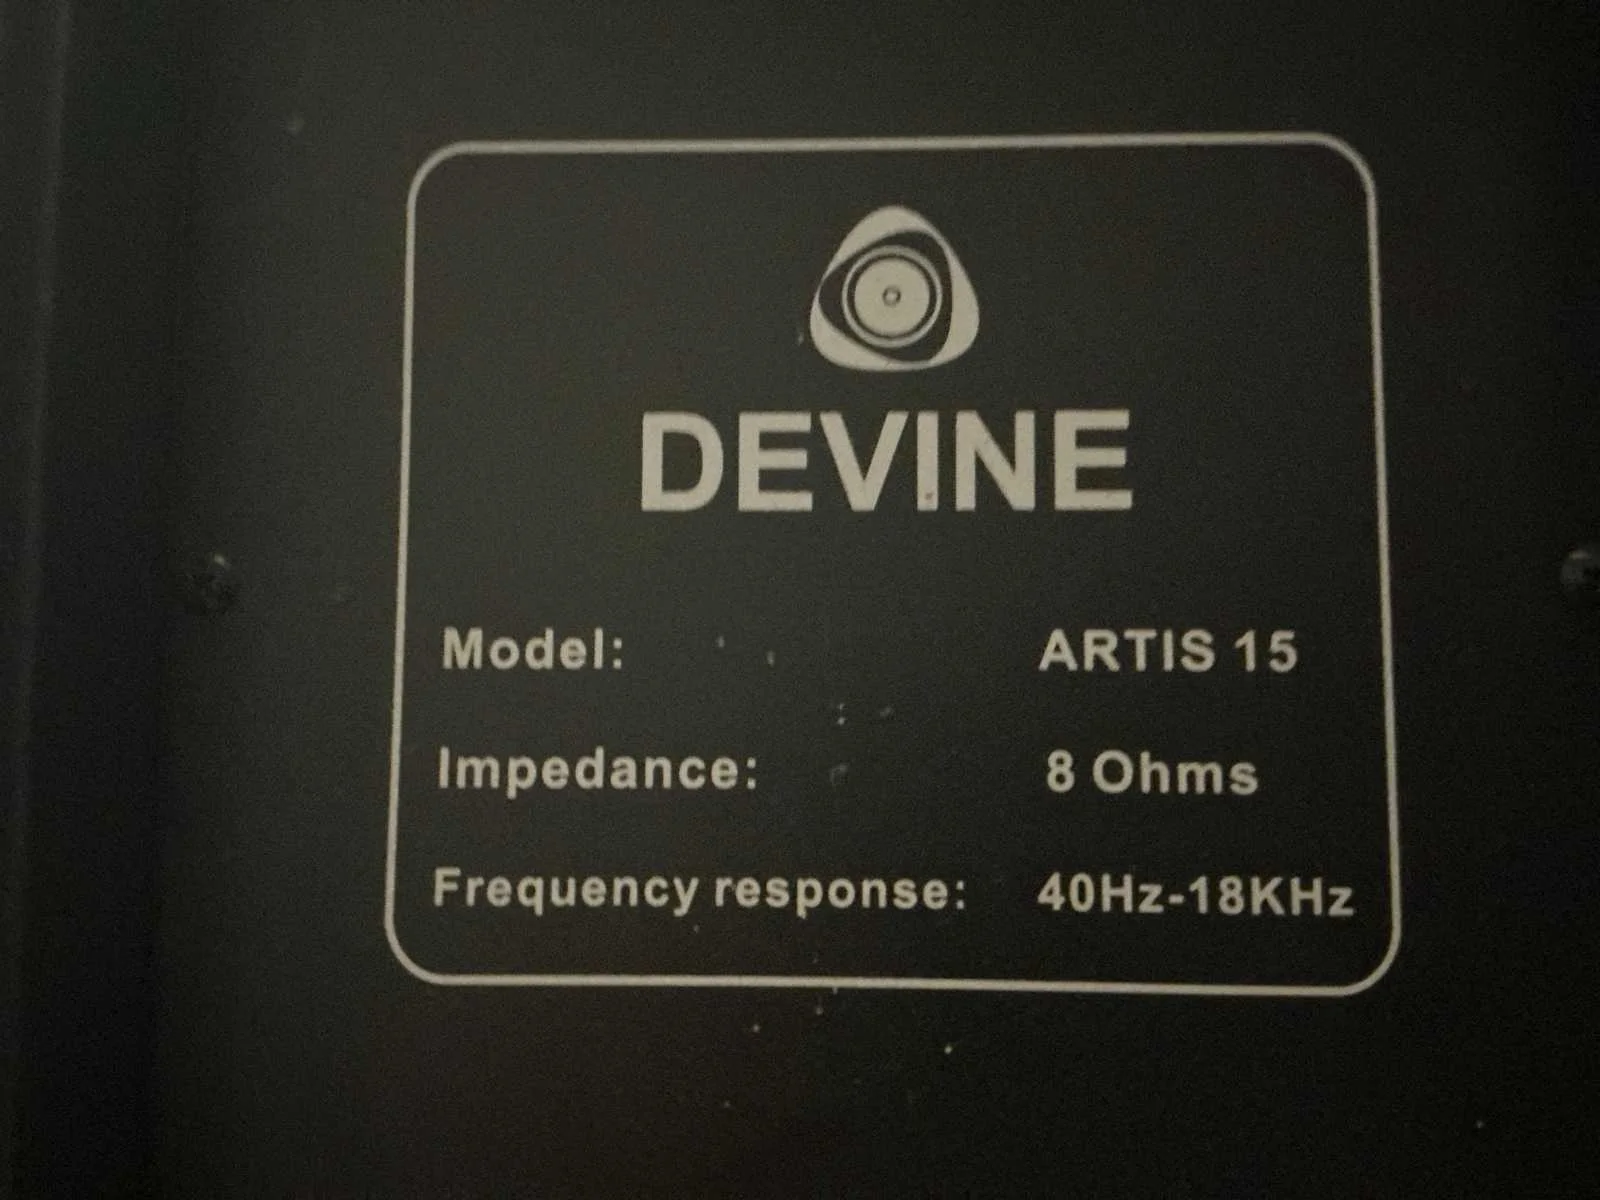 DEVINE
Model: ARTIS 15
Impedance: 8 Ohms
Frequency response: 40Hz-18KHz